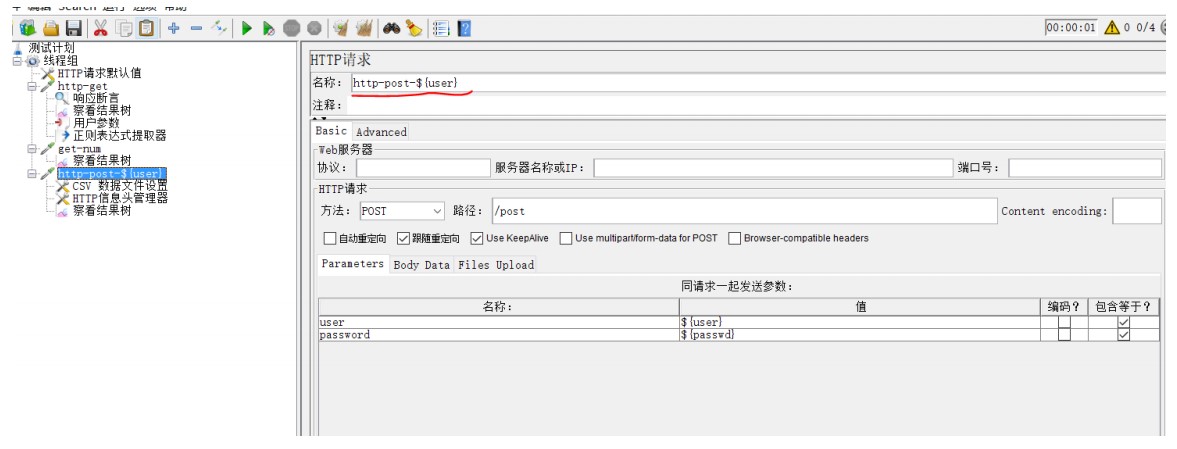 编辑 Search 运行 选项 帮助
00:00:01 0 0/4
测试计划
线程组
HTTP请求默认值
http-get
响应断言
察看结果树
用户参数
正则表达式提取器
get-num
察看结果树
http-post-${user}
CSV 数据文件设置
HTTP信息头管理器
察看结果树
HTTP请求
名称: http-post-${user}
注释:
Basic Advanced
Web服务器
协议: 服务器名称或IP: 端口号:
HTTP请求
方法: POST 路径: /post Content encoding:
自动重定向 跟随重定向 Use KeepAlive Use multipart/form-data for POST Browser-compatible headers
Parameters Body Data Files Upload
同请求一起发送参数:
名称: 值 编码? 包含等于?
user ${user}
password ${passwd}